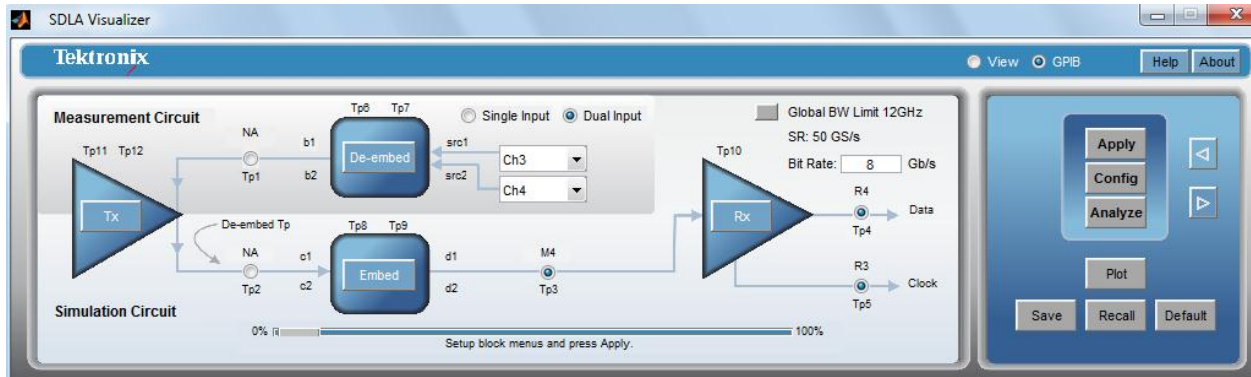 SDLA Visualizer
Tektronix
View GPIB Help About
Measurement Circuit
Tp11 Tp12
Tx
NA
Tp1
b1
b2
Tp6 Tp7
De-embed
Single Input Dual Input
src1
src2
Ch3
Ch4
Global BW Limit 12GHz
SR: 50 GS/s
Bit Rate: 8 Gb/s
Tp10
Rx
R4
Tp4
Data
R3
Tp5
Clock
De-embed Tp
NA
Tp2
c1
c2
Tp8 Tp9
Embed
d1
d2
M4
Tp3
Simulation Circuit
0% 100%
Setup block menus and press Apply.
Apply
Config
Analyze
Plot
Save Recall Default